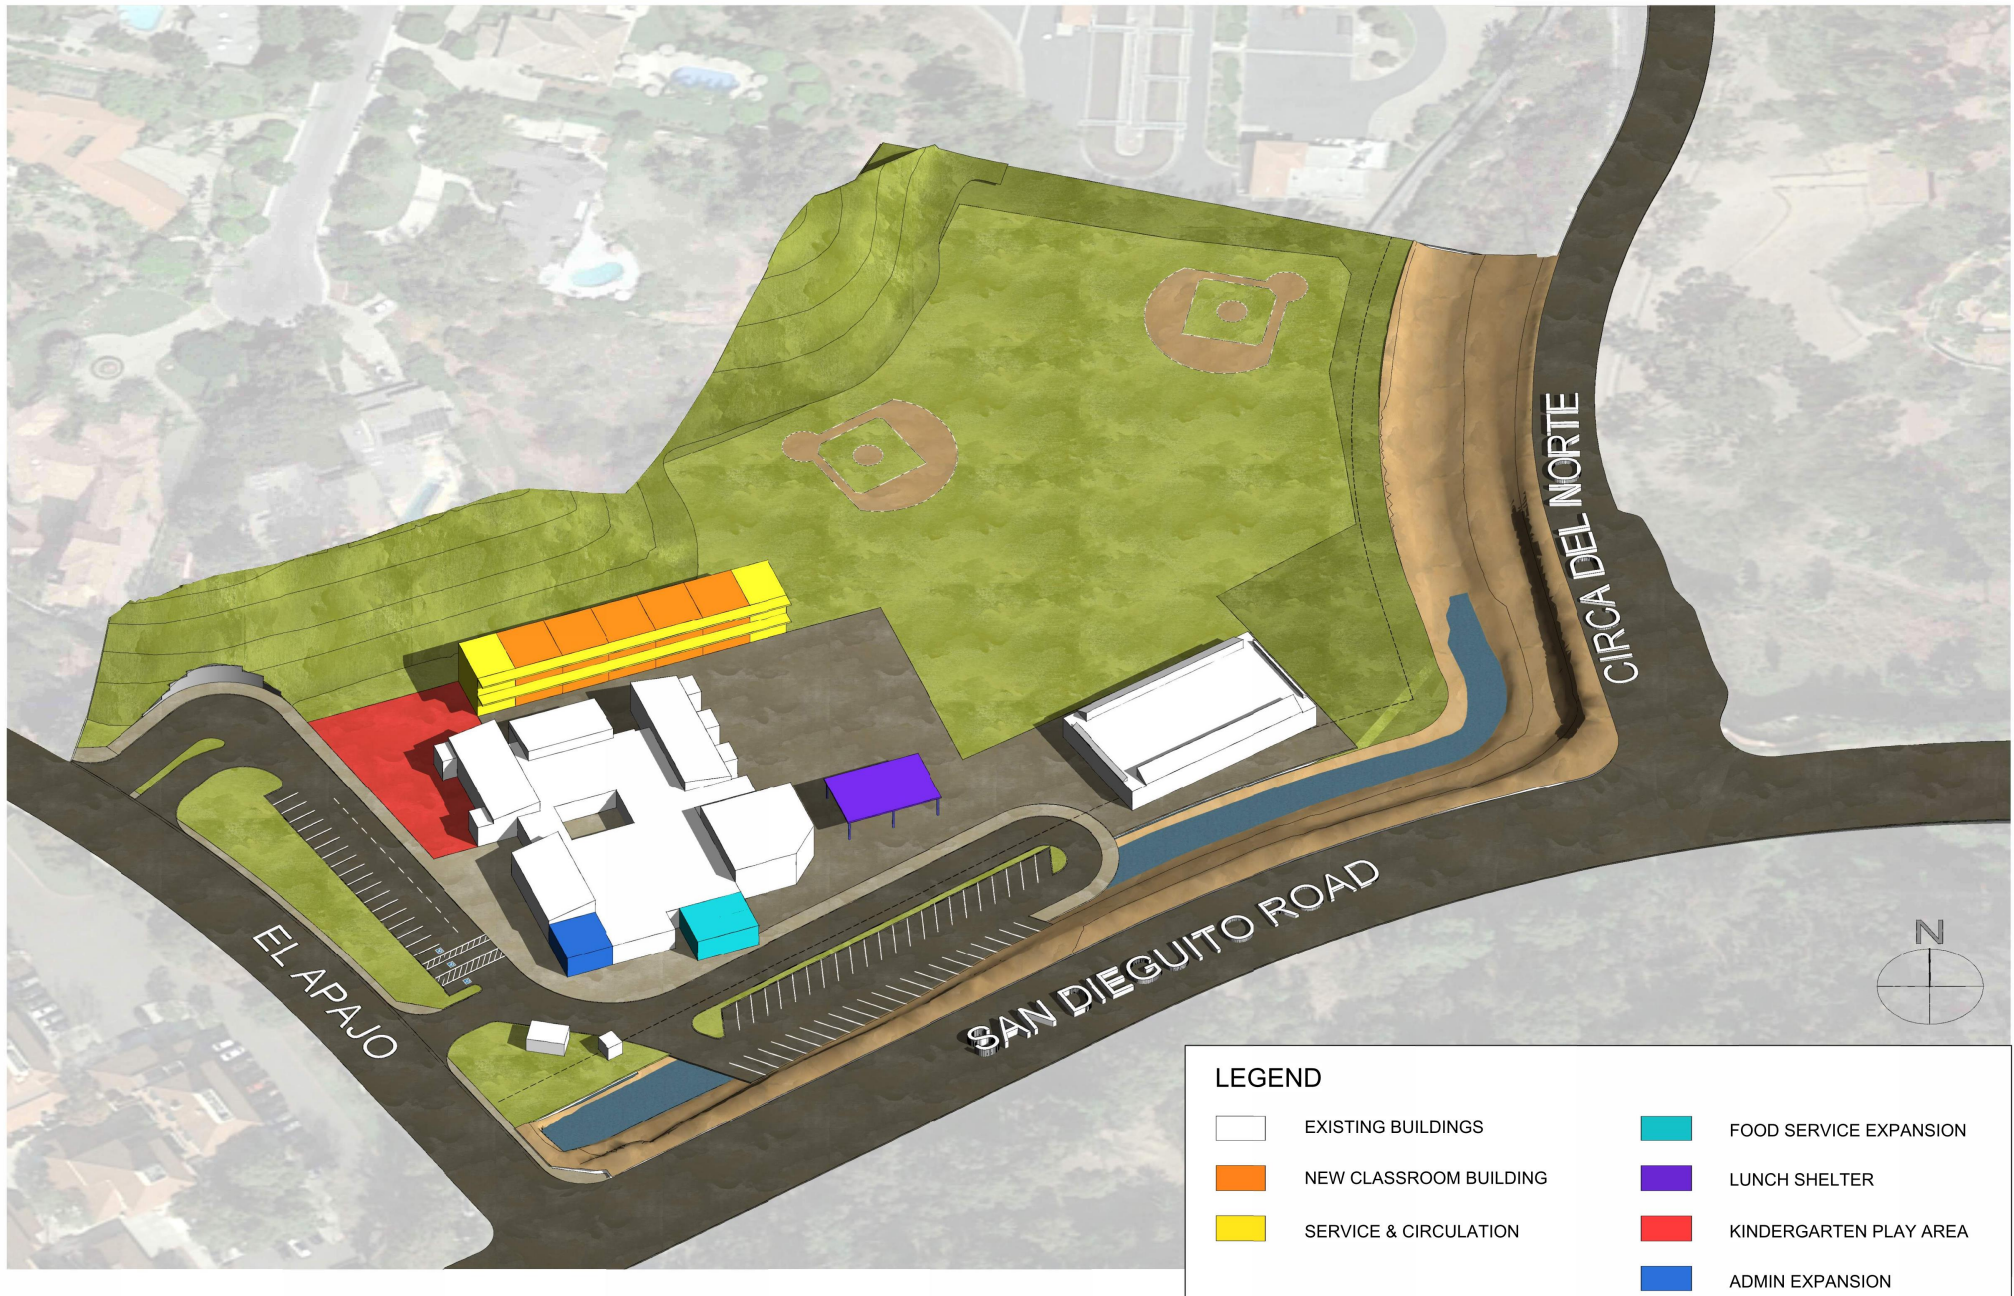 CIRCA DEL NORTE
EL APAJO
SAN DIEGUITO ROAD
N
LEGEND
EXISTING BUILDINGS
NEW CLASSROOM BUILDING
SERVICE & CIRCULATION
FOOD SERVICE EXPANSION
LUNCH SHELTER
KINDERGARTEN PLAY AREA
ADMIN EXPANSION